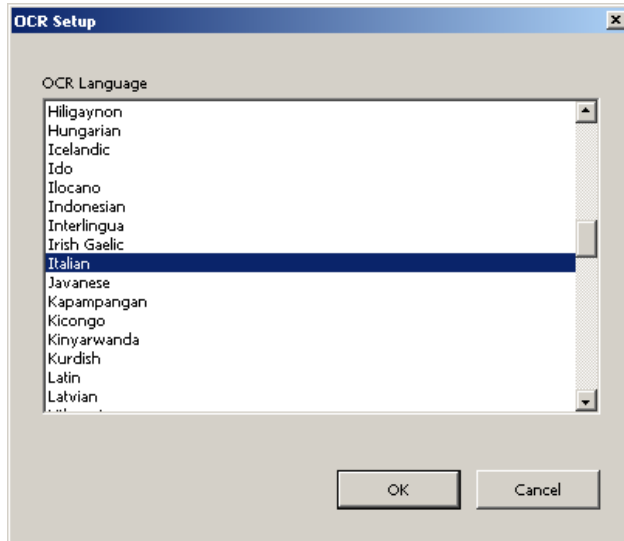 OCR Setup
OCR Language
Hiligaynon
Hungarian
Icelandic
Ido
Ilocano
Indonesian
Interlingua
Irish Gaelic
Italian
Javanese
Kapampangan
Kicongo
Kinyarwanda
Kurdish
Latin
Latvian
OK Cancel